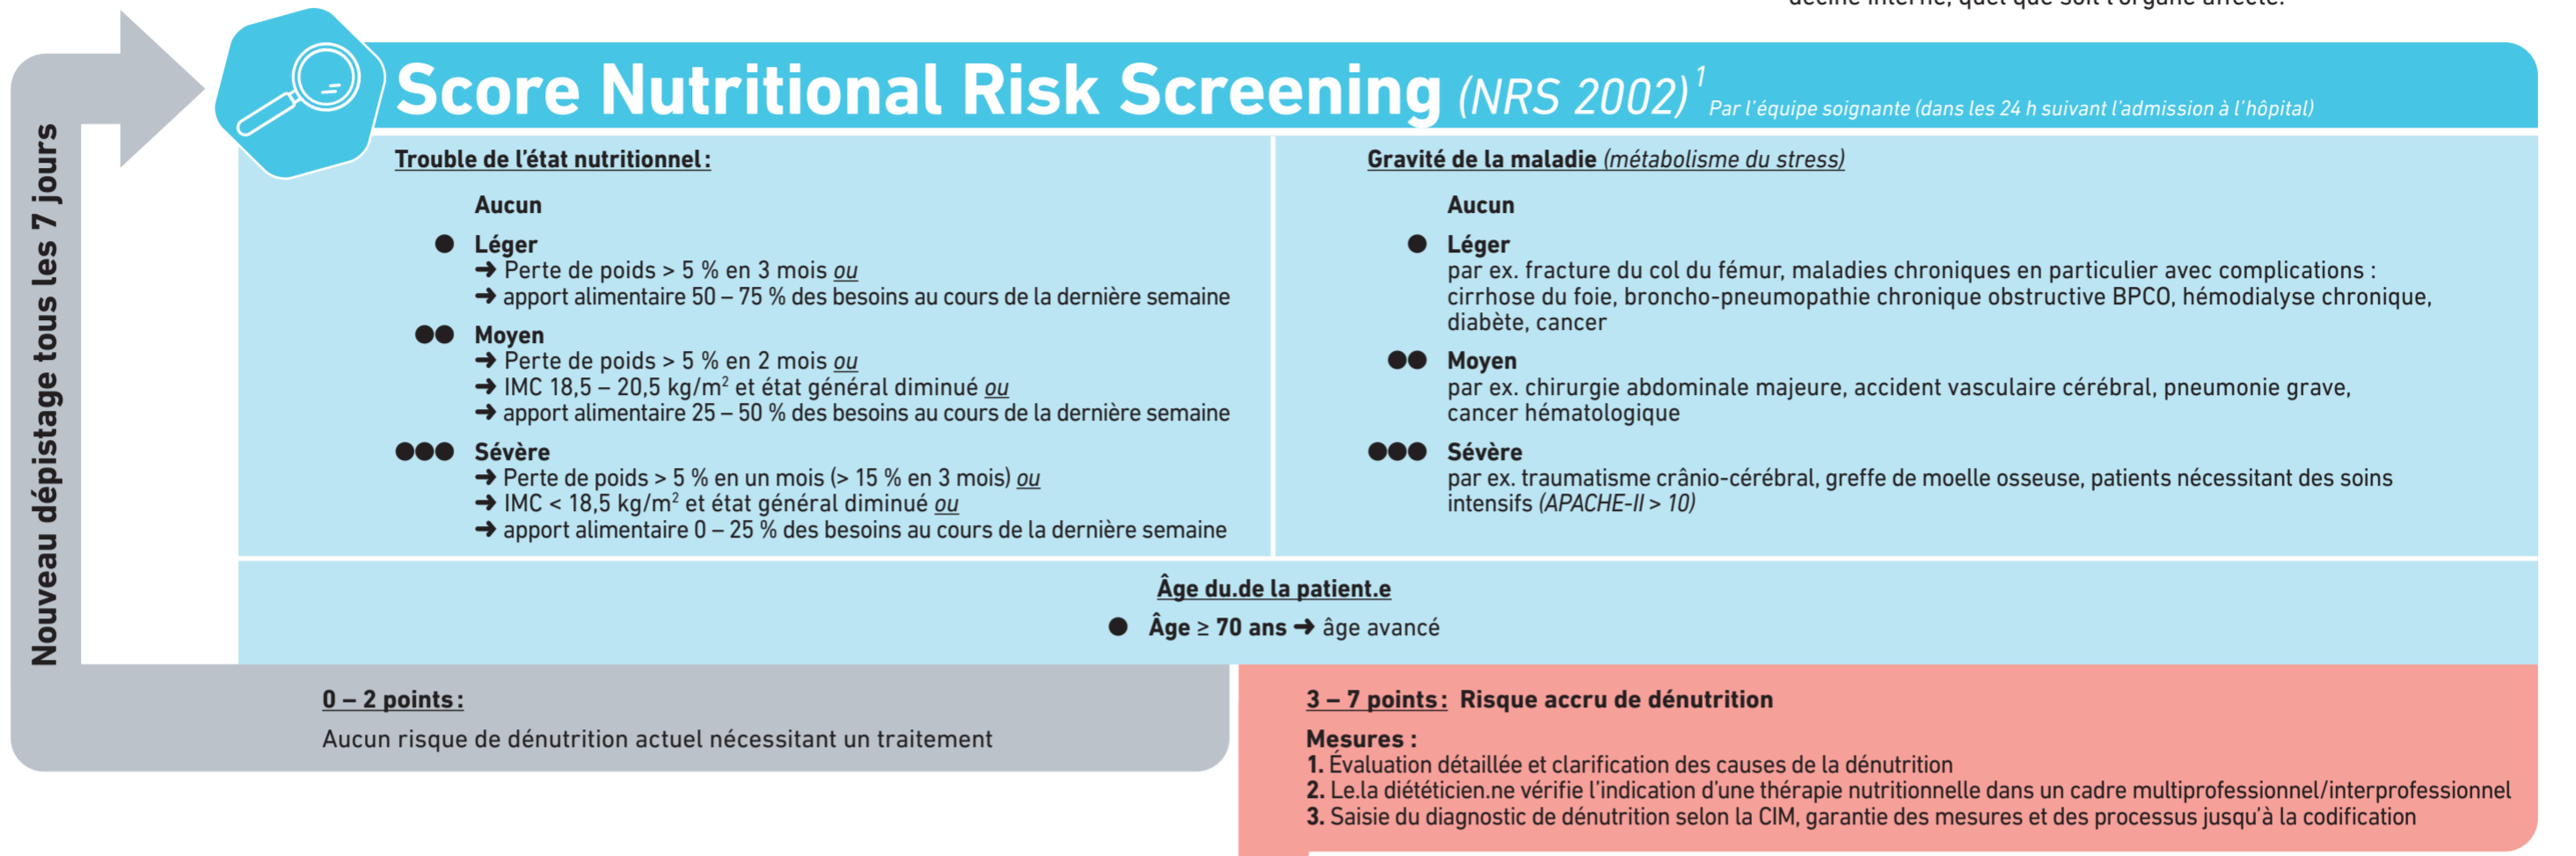 décine interne, quel que soit l'organe affecté.
Score Nutritional Risk Screening (NRS 2002)¹ Par l'équipe soignante (dans les 24 h suivant l'admission à l'hôpital)
Nouveau dépistage tous les 7 jours
Trouble de l'état nutritionnel :
Aucun
● Léger
➜ Perte de poids > 5 % en 3 mois ou
➜ apport alimentaire 50 – 75 % des besoins au cours de la dernière semaine
●● Moyen
➜ Perte de poids > 5 % en 2 mois ou
➜ IMC 18,5 – 20,5 kg/m² et état général diminué ou
➜ apport alimentaire 25 – 50 % des besoins au cours de la dernière semaine
●●● Sévère
➜ Perte de poids > 5 % en un mois (> 15 % en 3 mois) ou
➜ IMC < 18,5 kg/m² et état général diminué ou
➜ apport alimentaire 0 – 25 % des besoins au cours de la dernière semaine
Gravité de la maladie (métabolisme du stress)
Aucun
● Léger
par ex. fracture du col du fémur, maladies chroniques en particulier avec complications :
cirrhose du foie, broncho-pneumopathie chronique obstructive BPCO, hémodialyse chronique,
diabète, cancer
●● Moyen
par ex. chirurgie abdominale majeure, accident vasculaire cérébral, pneumonie grave,
cancer hématologique
●●● Sévère
par ex. traumatisme crânio-cérébral, greffe de moelle osseuse, patients nécessitant des soins
intensifs (APACHE-II > 10)
Âge du.de la patient.e
● Âge ≥ 70 ans ➜ âge avancé
0 – 2 points :
Aucun risque de dénutrition actuel nécessitant un traitement
3 – 7 points : Risque accru de dénutrition
Mesures :
1. Évaluation détaillée et clarification des causes de la dénutrition
2. Le.la diététicien.ne vérifie l'indication d'une thérapie nutritionnelle dans un cadre multiprofessionnel/interprofessionnel
3. Saisie du diagnostic de dénutrition selon la CIM, garantie des mesures et des processus jusqu'à la codification